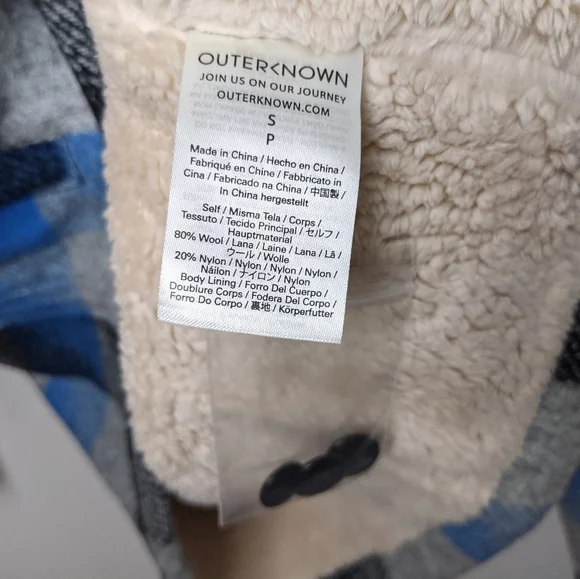 OUTERKNOWN
JOIN US ON OUR JOURNEY
OUTERKNOWN.COM
S
P
Made in China / Hecho en China /
Fabriqué en Chine / Fabbricato in
Cina / Fabricado na China / 中国製 /
In China hergestellt
Self / Misma Tela / Corps /
Tessuto / Tecido Principal / セルフ /
Hauptmaterial
80% Wool / Lana / Laine / Lana / Lã /
ウール / Wolle
20% Nylon / Nylon / Nylon / Nylon /
Náilon / ナイロン / Nylon
Body Lining / Forro Del Cuerpo /
Doublure Corps / Fodera Del Corpo /
Forro Do Corpo / 裏地 / Körperfutter